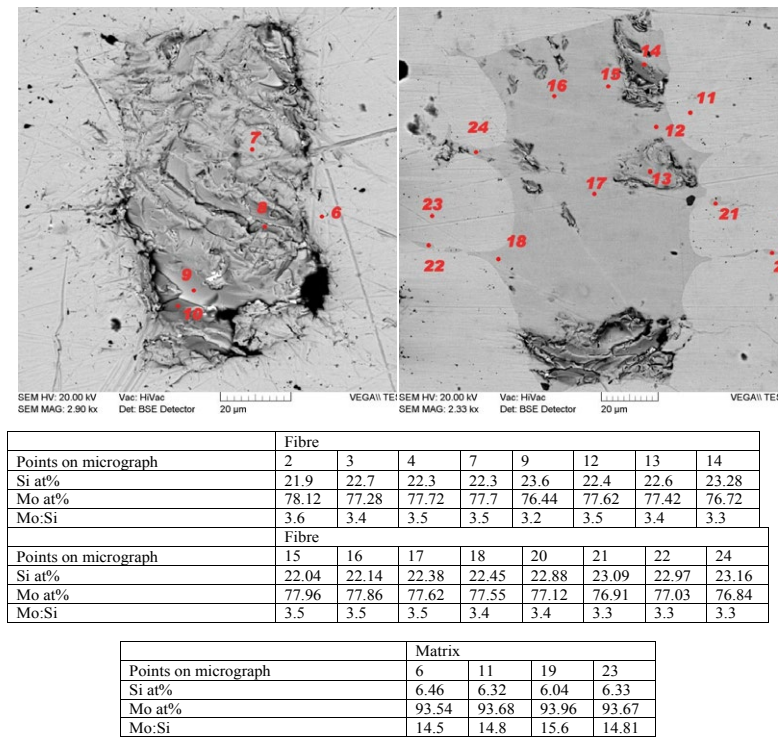 7
8
6
9
10
14
15
16
11
24
12
13
17
23
21
18
22
SEM HV: 20.00 kV Vac: HiVac
SEM MAG: 2.90 kx Det: BSE Detector 20 µm VEGA\\ TE
SEM HV: 20.00 kV Vac: HiVac VEGA\\ TE
SEM MAG: 2.33 kx Det: BSE Detector 20 µm
Fibre
Points on micrograph 2 3 4 7 9 12 13 14
Si at% 21.9 22.7 22.3 22.3 23.6 22.4 22.6 23.28
Mo at% 78.12 77.28 77.72 77.7 76.44 77.62 77.42 76.72
Mo:Si 3.6 3.4 3.5 3.5 3.2 3.5 3.4 3.3
Fibre
Points on micrograph 15 16 17 18 20 21 22 24
Si at% 22.04 22.14 22.38 22.45 22.88 23.09 22.97 23.16
Mo at% 77.96 77.86 77.62 77.55 77.12 76.91 77.03 76.84
Mo:Si 3.5 3.5 3.5 3.4 3.4 3.3 3.3 3.3
Matrix
Points on micrograph 6 11 19 23
Si at% 6.46 6.32 6.04 6.33
Mo at% 93.54 93.68 93.96 93.67
Mo:Si 14.5 14.8 15.6 14.81